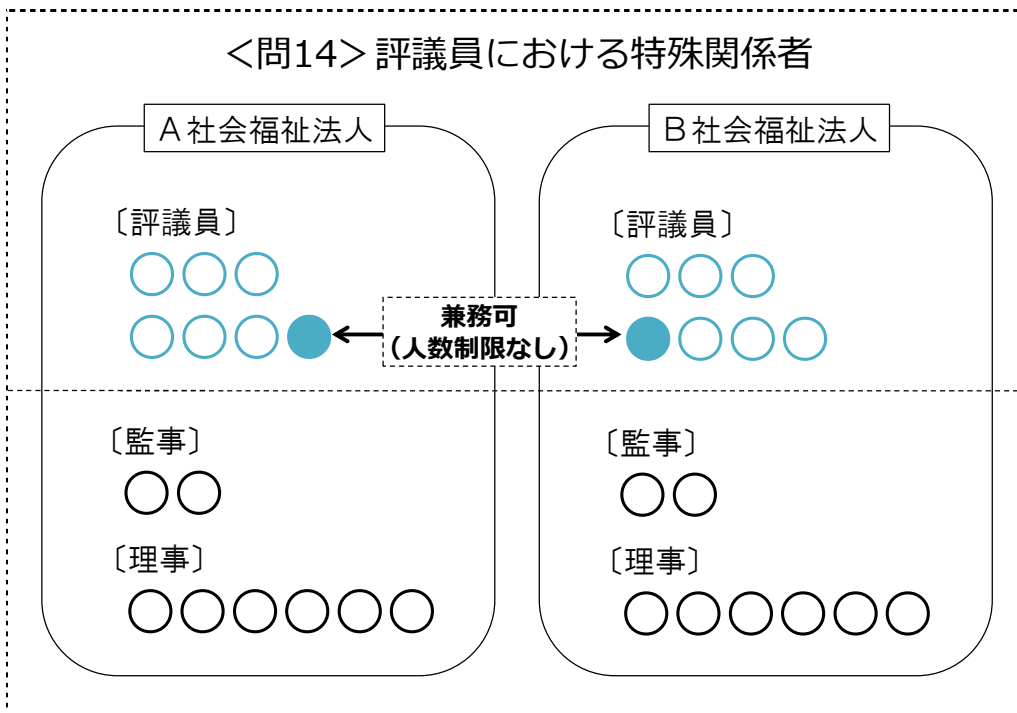 <問14>評議員における特殊関係者
A社会福祉法人
B社会福祉法人
〔評議員〕
〔評議員〕
兼務可
(人数制限なし)
〔監事〕
〔監事〕
〔理事〕
〔理事〕